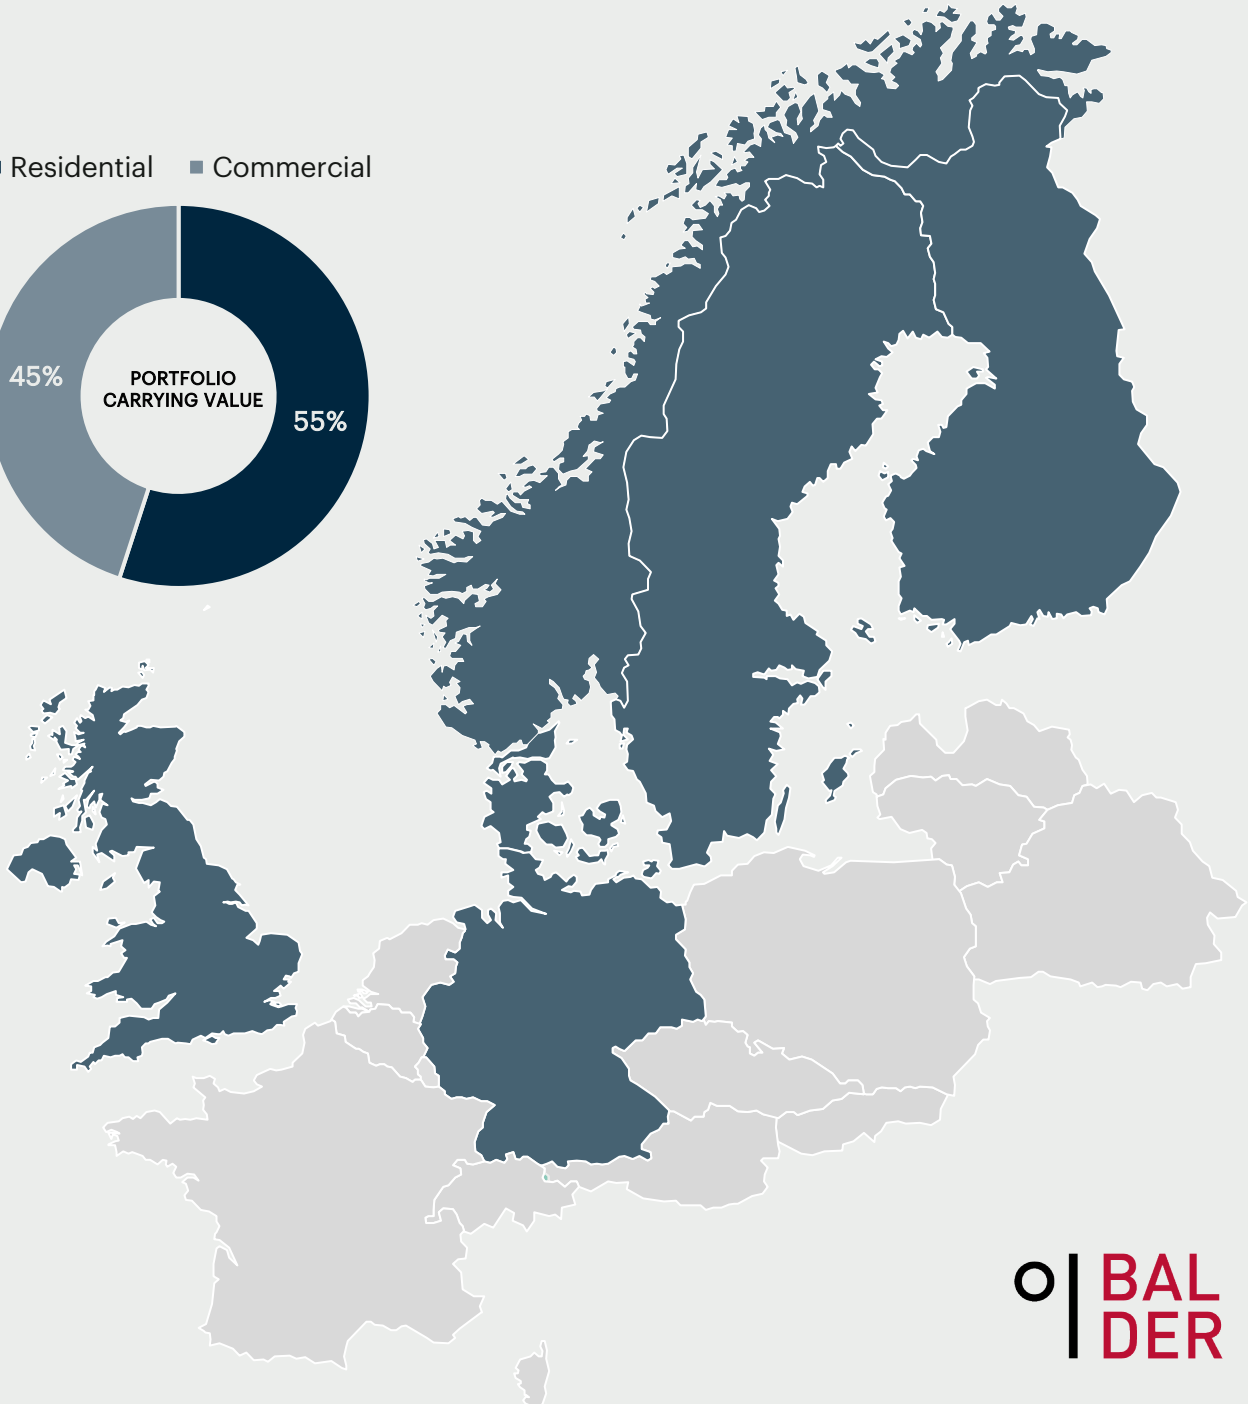 Residential Commercial
45%
PORTFOLIO
CARRYING VALUE
55%
BAL
DER